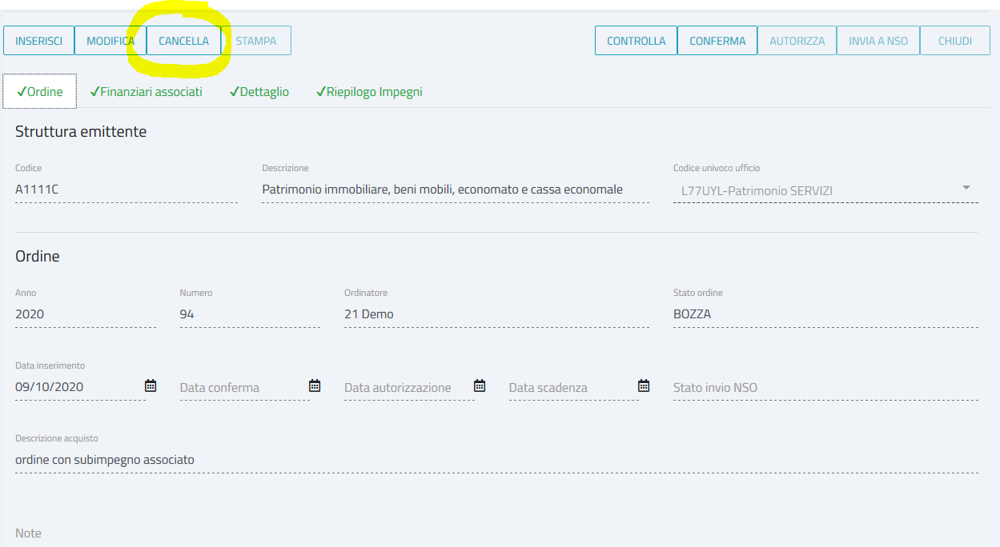 INSERISCI MODIFICA CANCELLA STAMPA CONTROLLA CONFERMA AUTORIZZA INVIA A NSO CHIUDI
✓Ordine ✓Finanziari associati ✓Dettaglio ✓Riepilogo Impegni
Struttura emittente
Codice Descrizione Codice univoco ufficio
A1111C Patrimonio immobiliare, beni mobili, economato e cassa economale L77UYL-Patrimonio SERVIZI
Ordine
Anno Numero Ordinatore Stato ordine
2020 94 21 Demo BOZZA
Data inserimento
09/10/2020 Data conferma Data autorizzazione Data scadenza Stato invio NSO
Descrizione acquisto
ordine con subimpegno associato
Note